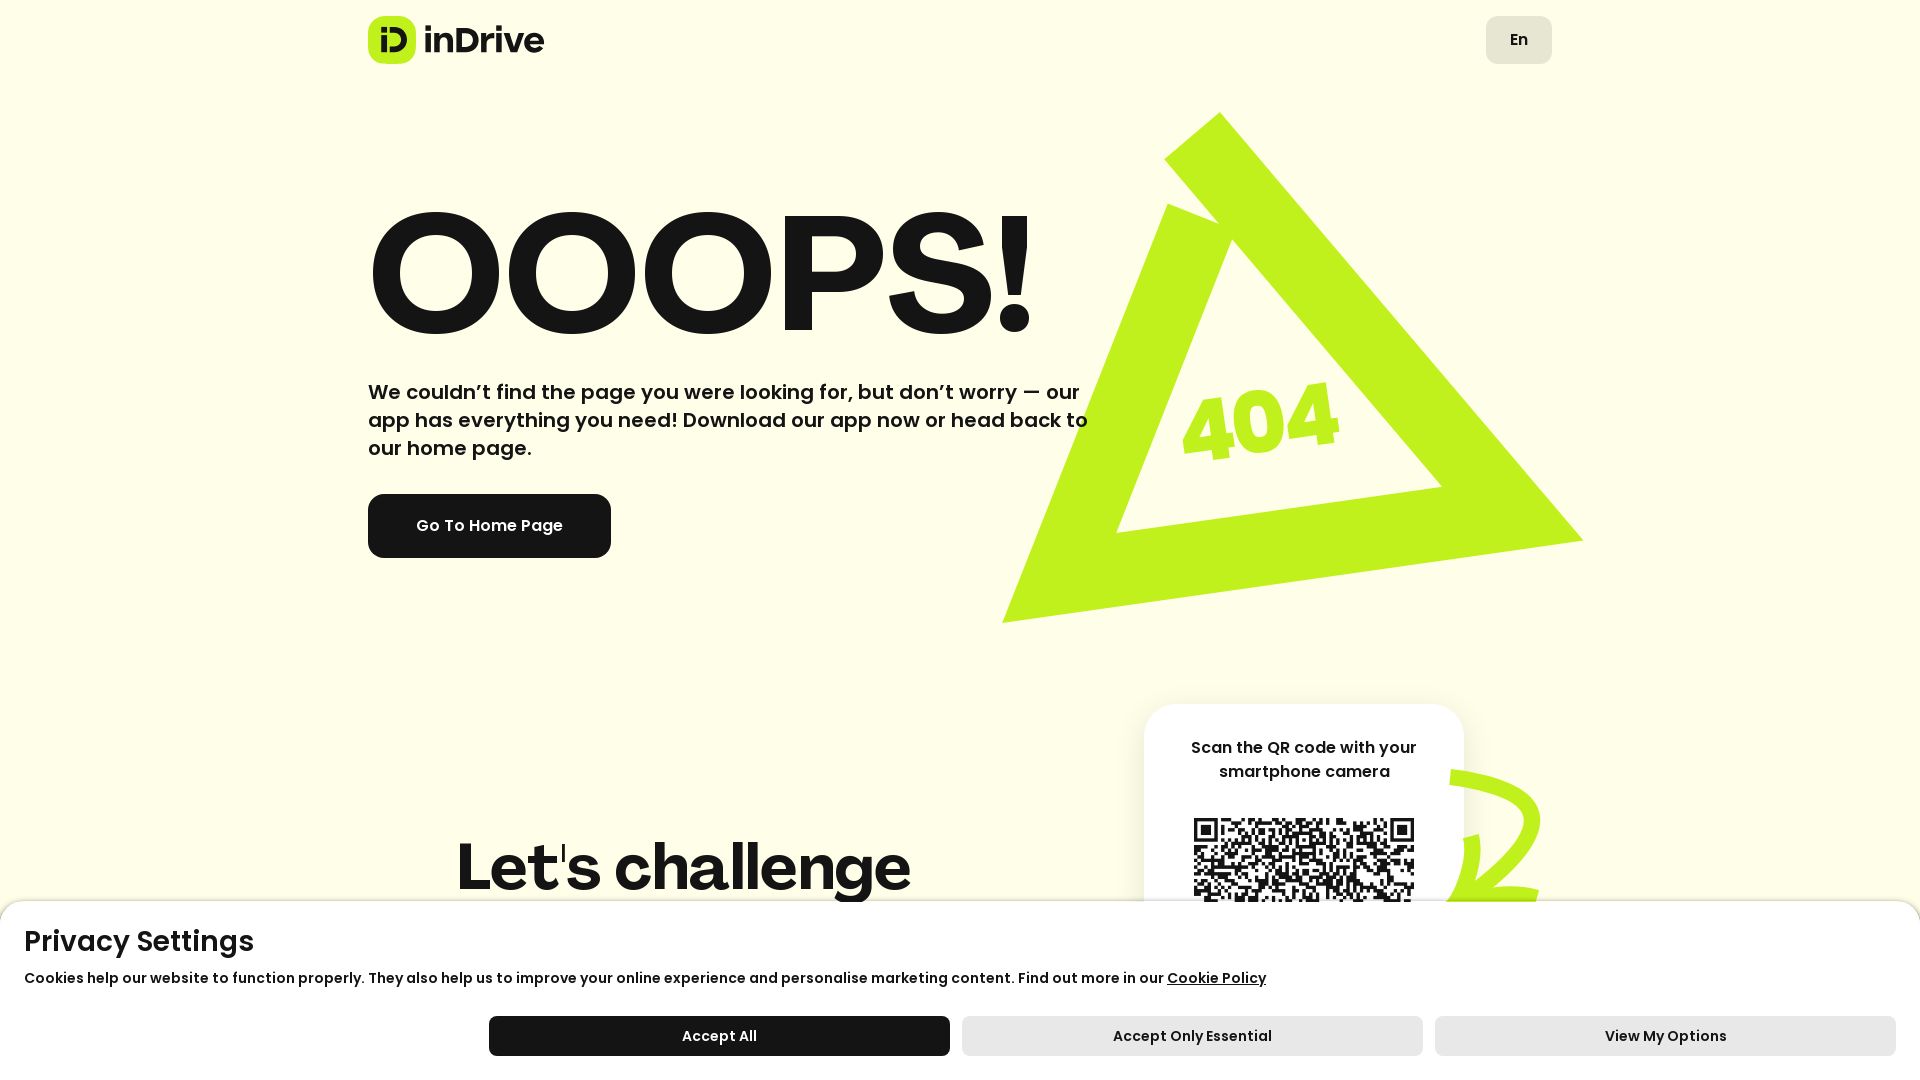 iD inDrive
En
OOOPS!
404
We couldn’t find the page you were looking for, but don’t worry — our
app has everything you need! Download our app now or head back to
our home page.
Go To Home Page
Scan the QR code with your
smartphone camera
Let's challenge
Privacy Settings
Cookies help our website to function properly. They also help us to improve your online experience and personalise marketing content. Find out more in our Cookie Policy
Accept All
Accept Only Essential
View My Options